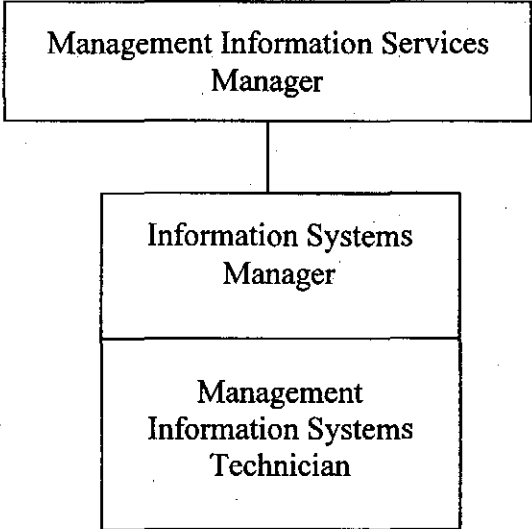 Management Information Services
Manager
Information Systems
Manager
Management
Information Systems
Technician